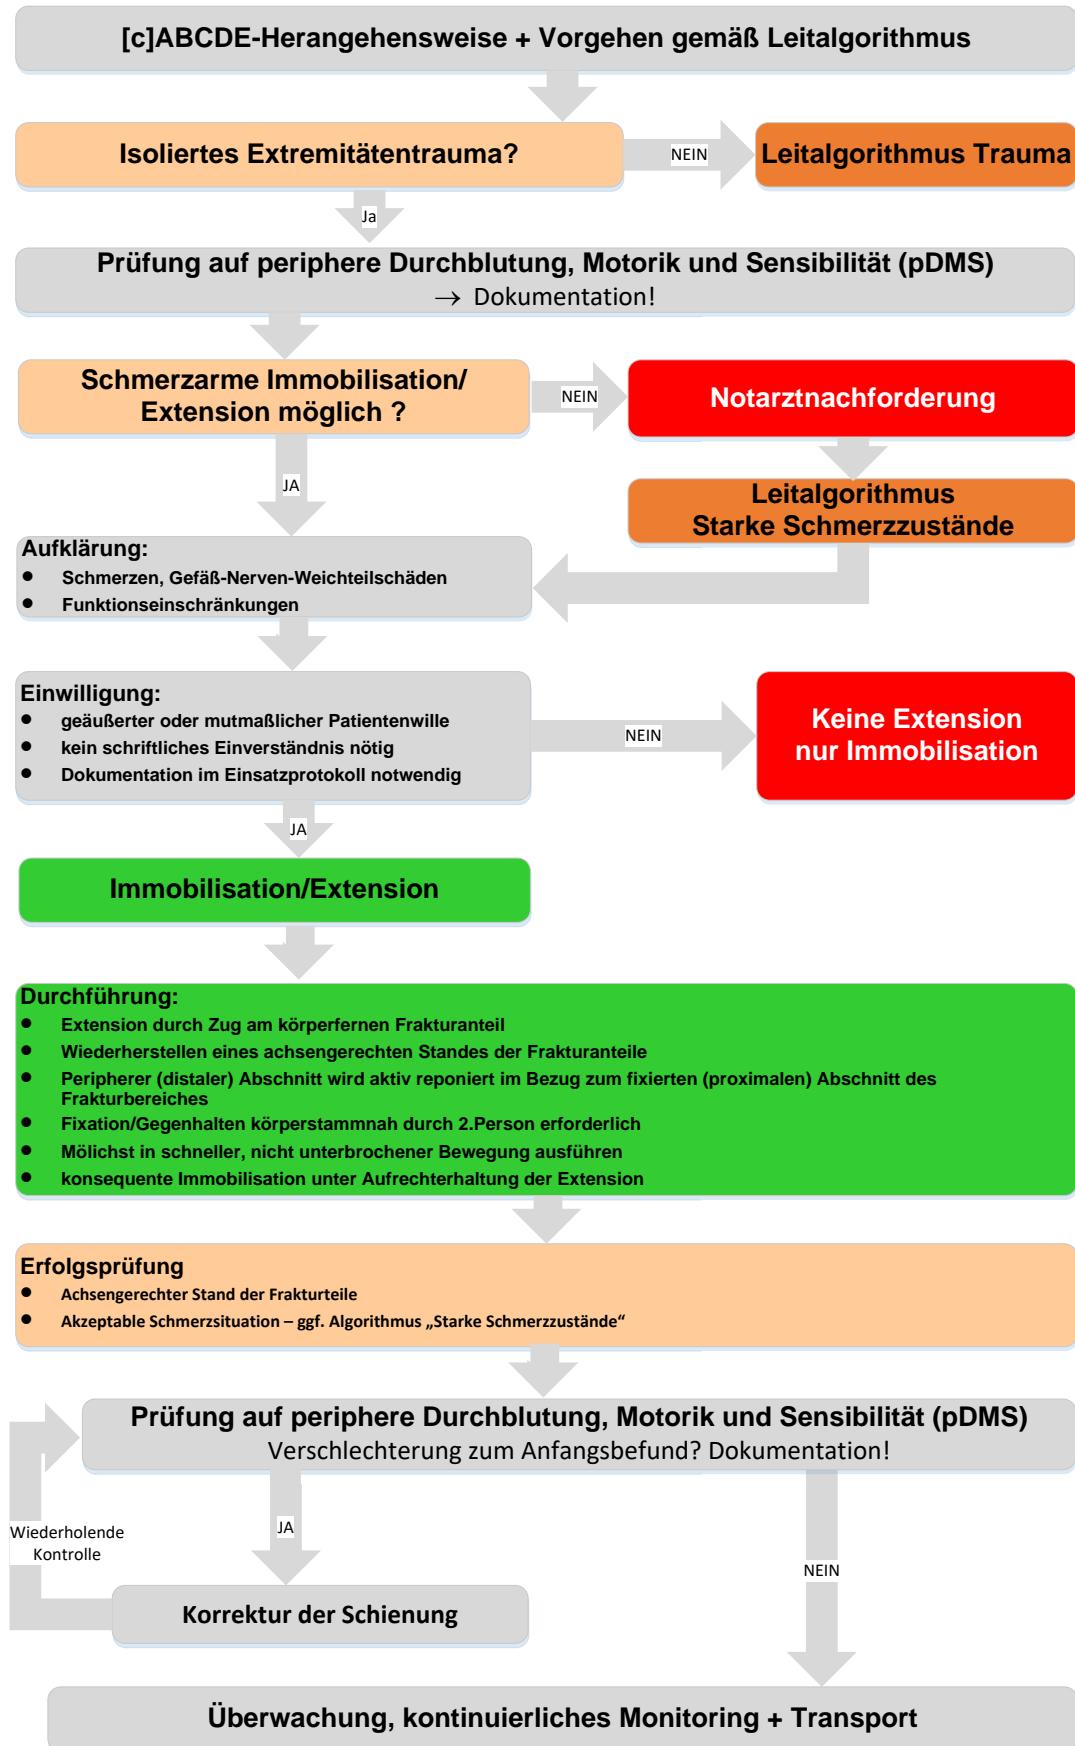 [c]ABCDE-Herangehensweise + Vorgehen gemäß Leitalgorithmus
Isoliertes Extremitätentrauma?
NEIN
Leitalgorithmus Trauma
Ja
Prüfung auf periphere Durchblutung, Motorik und Sensibilität (pDMS)
→ Dokumentation!
Schmerzarme Immobilisation/
Extension möglich ?
NEIN
Notarztnachforderung
JA
Leitalgorithmus
Starke Schmerzzustände
Aufklärung:
● Schmerzen, Gefäß-Nerven-Weichteilschäden
● Funktionseinschränkungen
Einwilligung:
● geäußerter oder mutmaßlicher Patientenwille
● kein schriftliches Einverständnis nötig
● Dokumentation im Einsatzprotokoll notwendig
NEIN
Keine Extension
nur Immobilisation
JA
Immobilisation/Extension
Durchführung:
● Extension durch Zug am körperfernen Frakturanteil
● Wiederherstellen eines achsengerechten Standes der Frakturanteile
● Peripherer (distaler) Abschnitt wird aktiv reponiert im Bezug zum fixierten (proximalen) Abschnitt des
Frakturbereiches
● Fixation/Gegenhalten körperstammnah durch 2.Person erforderlich
● Mölichst in schneller, nicht unterbrochener Bewegung ausführen
● konsequente Immobilisation unter Aufrechterhaltung der Extension
Erfolgsprüfung
● Achsengerechter Stand der Frakturteile
● Akzeptable Schmerzsituation – ggf. Algorithmus „Starke Schmerzzustände“
Prüfung auf periphere Durchblutung, Motorik und Sensibilität (pDMS)
Verschlechterung zum Anfangsbefund? Dokumentation!
JA
Wiederholende
Kontrolle
NEIN
Korrektur der Schienung
Überwachung, kontinuierliches Monitoring + Transport